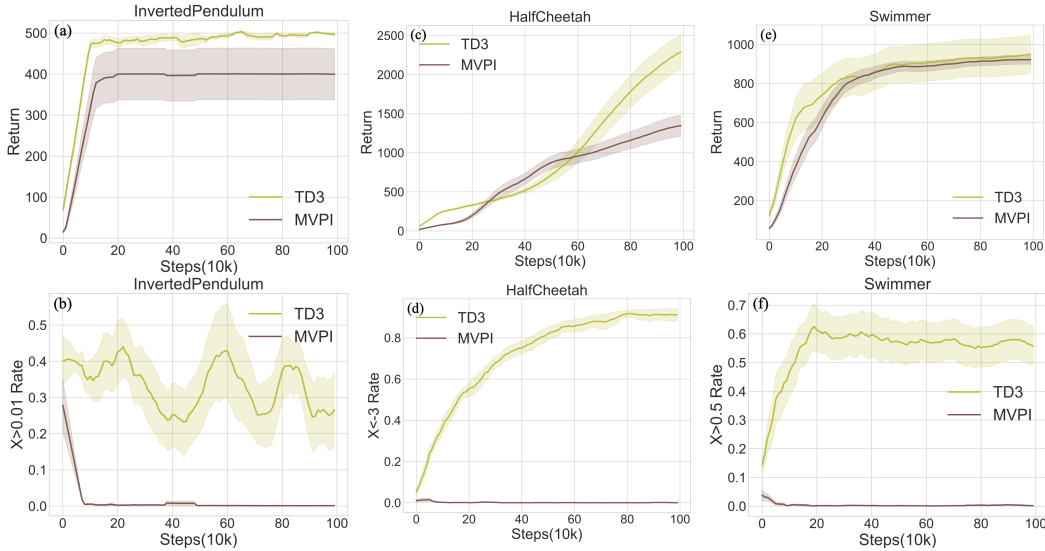 InvertedPendulum
(a)
500
400
300
200
100
0
Return
TD3
MVPI
0 20 40 60 80 100
Steps(10k)
HalfCheetah
(c)
2500
2000
1500
1000
500
0
Return
TD3
MVPI
0 20 40 60 80 100
Steps(10k)
Swimmer
(e)
1000
800
600
400
200
Return
TD3
MVPI
0 20 40 60 80 100
Steps(10k)
InvertedPendulum
(b)
0.5
0.4
0.3
0.2
0.1
0.0
X>0.01 Rate
TD3
MVPI
0 20 40 60 80 100
Steps(10k)
HalfCheetah
(d)
0.8
0.6
0.4
0.2
0.0
X<-3 Rate
TD3
MVPI
0 20 40 60 80 100
Steps(10k)
Swimmer
(f)
0.7
0.6
0.5
0.4
0.3
0.2
0.1
0.0
X>0.5 Rate
TD3
MVPI
0 20 40 60 80 100
Steps(10k)